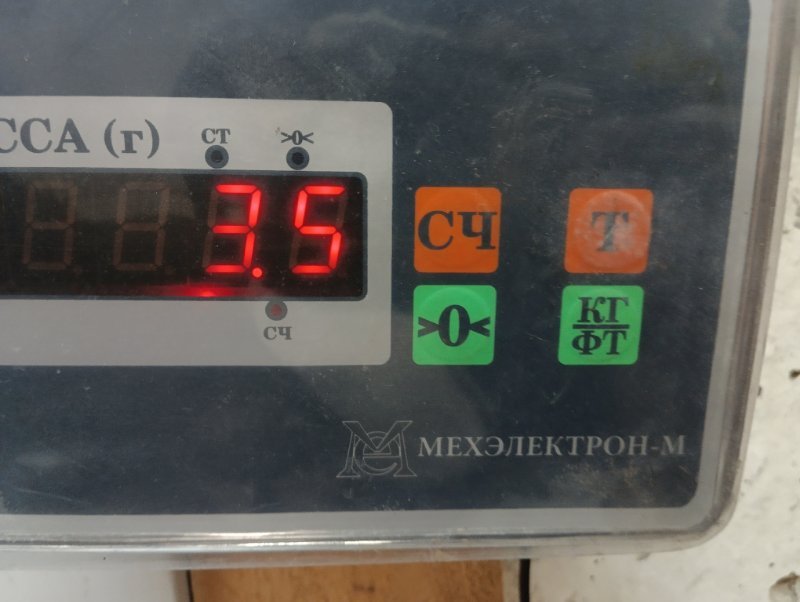 ССА (г)
СТ
>0<
3.5
СЧ
СЧ
Т
>0<
КГ
ФТ
МЕХЭЛЕКТРОН-М